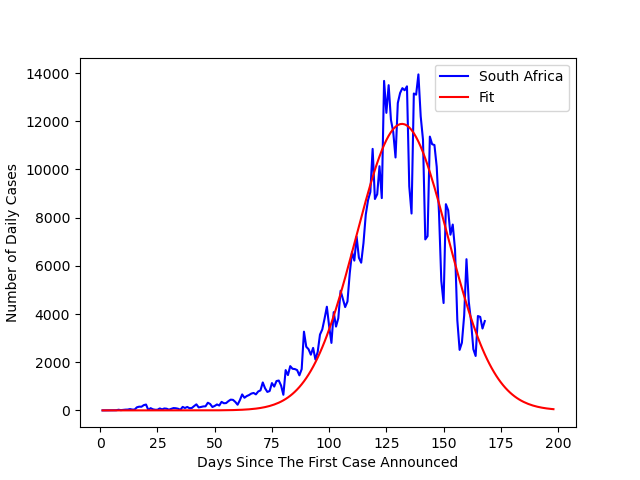 South Africa
Fit
14000
12000
10000
8000
6000
4000
2000
0
Number of Daily Cases
0 25 50 75 100 125 150 175 200
Days Since The First Case Announced